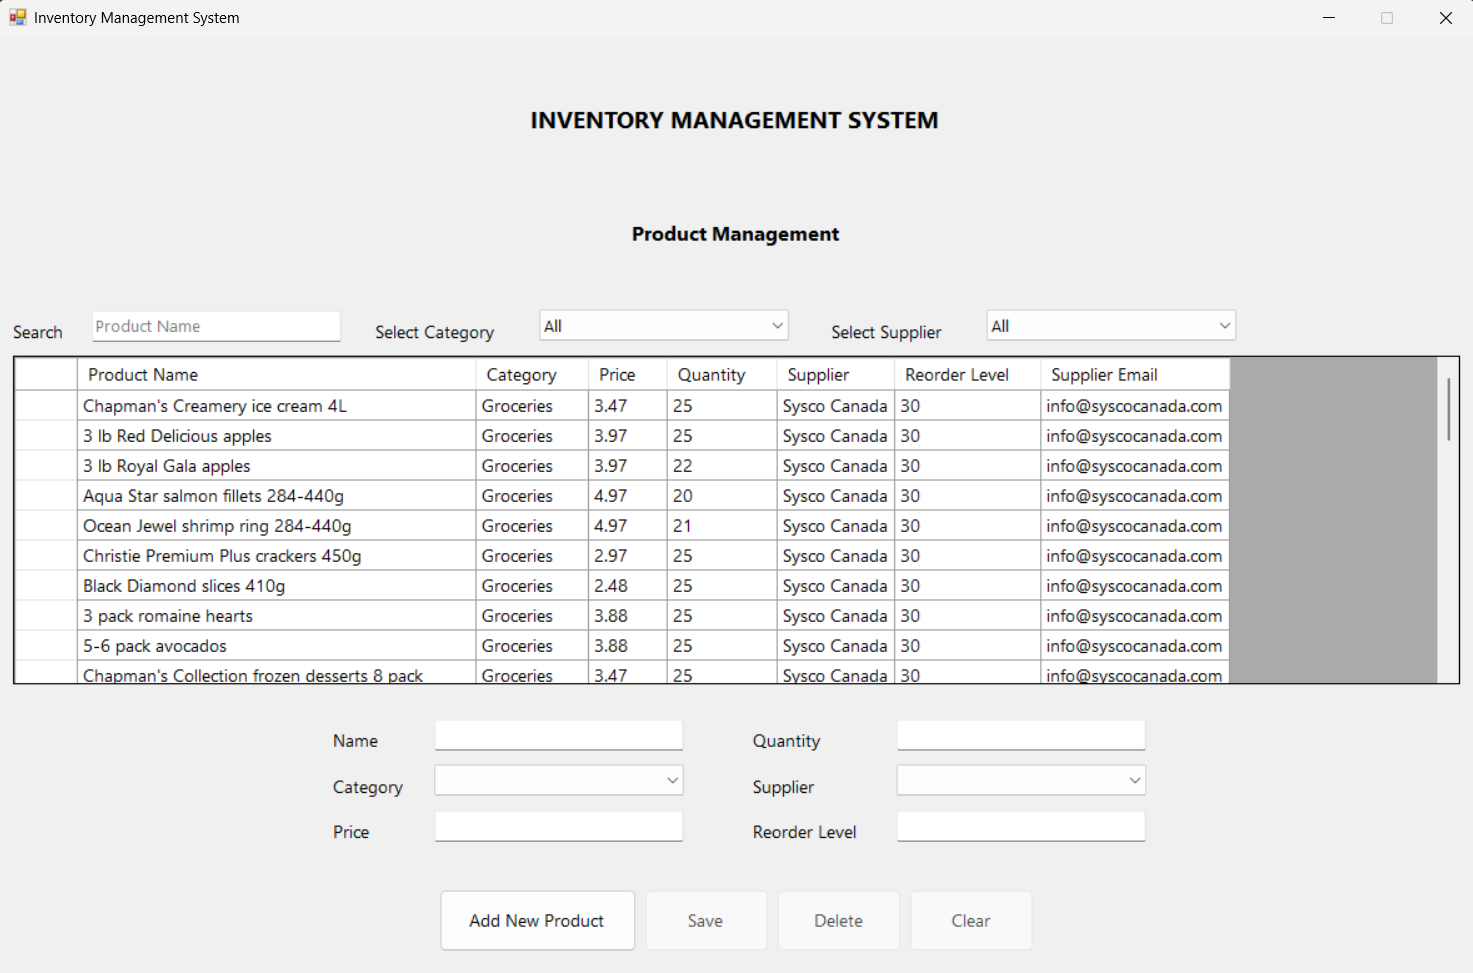 Inventory Management System
INVENTORY MANAGEMENT SYSTEM
Product Management
Search Product Name Select Category All Select Supplier All
Product Name Category Price Quantity Supplier Reorder Level Supplier Email
Chapman's Creamery ice cream 4L Groceries 3.47 25 Sysco Canada 30 info@syscocanada.com
3 lb Red Delicious apples Groceries 3.97 25 Sysco Canada 30 info@syscocanada.com
3 lb Royal Gala apples Groceries 3.97 22 Sysco Canada 30 info@syscocanada.com
Aqua Star salmon fillets 284-440g Groceries 4.97 20 Sysco Canada 30 info@syscocanada.com
Ocean Jewel shrimp ring 284-440g Groceries 4.97 21 Sysco Canada 30 info@syscocanada.com
Christie Premium Plus crackers 450g Groceries 2.97 25 Sysco Canada 30 info@syscocanada.com
Black Diamond slices 410g Groceries 2.48 25 Sysco Canada 30 info@syscocanada.com
3 pack romaine hearts Groceries 3.88 25 Sysco Canada 30 info@syscocanada.com
5-6 pack avocados Groceries 3.88 25 Sysco Canada 30 info@syscocanada.com
Chapman's Collection frozen desserts 8 pack Groceries 3.47 25 Sysco Canada 30 info@syscocanada.com
Name Quantity
Category Supplier
Price Reorder Level
Add New Product Save Delete Clear